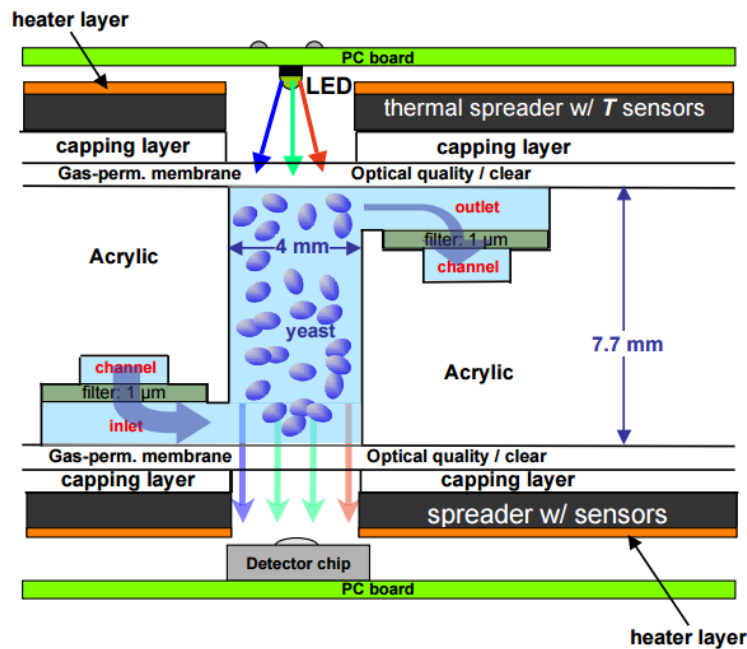 heater layer
PC board
LED
thermal spreader w/ T sensors
capping layer
capping layer
Gas-perm. membrane
Optical quality / clear
outlet
filter: 1 µm
channel
4 mm
Acrylic
yeast
7.7 mm
channel
filter: 1 µm
inlet
Acrylic
Gas-perm. membrane
Optical quality / clear
capping layer
capping layer
spreader w/ sensors
Detector chip
PC board
heater layer